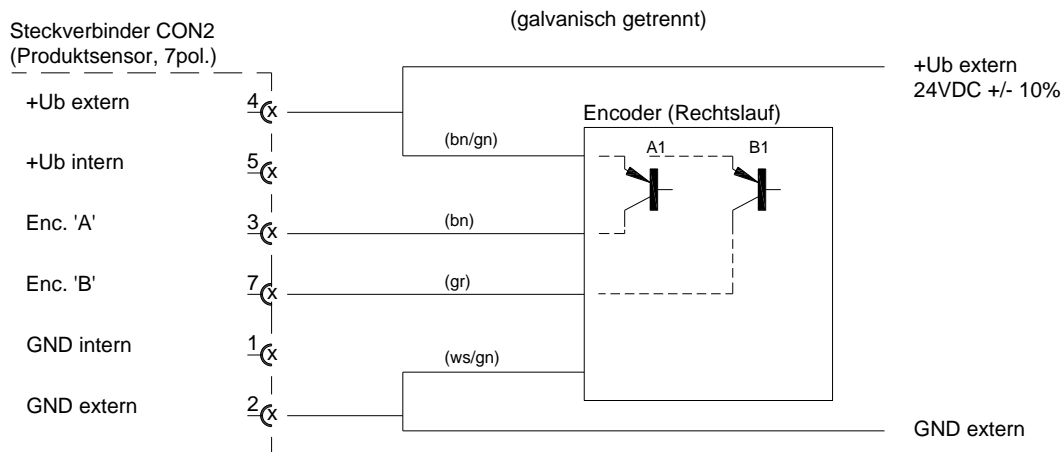 (galvanisch getrennt)
Steckverbinder CON2
(Produktsensor, 7pol.)
+Ub extern
24VDC +/- 10%
+Ub extern
4
X
Encoder (Rechtslauf)
(bn/gn)
A1
B1
+Ub intern
5
X
Enc. 'A'
3
X
(bn)
Enc. 'B'
7
X
(gr)
GND intern
1
X
(ws/gn)
GND extern
2
X
GND extern